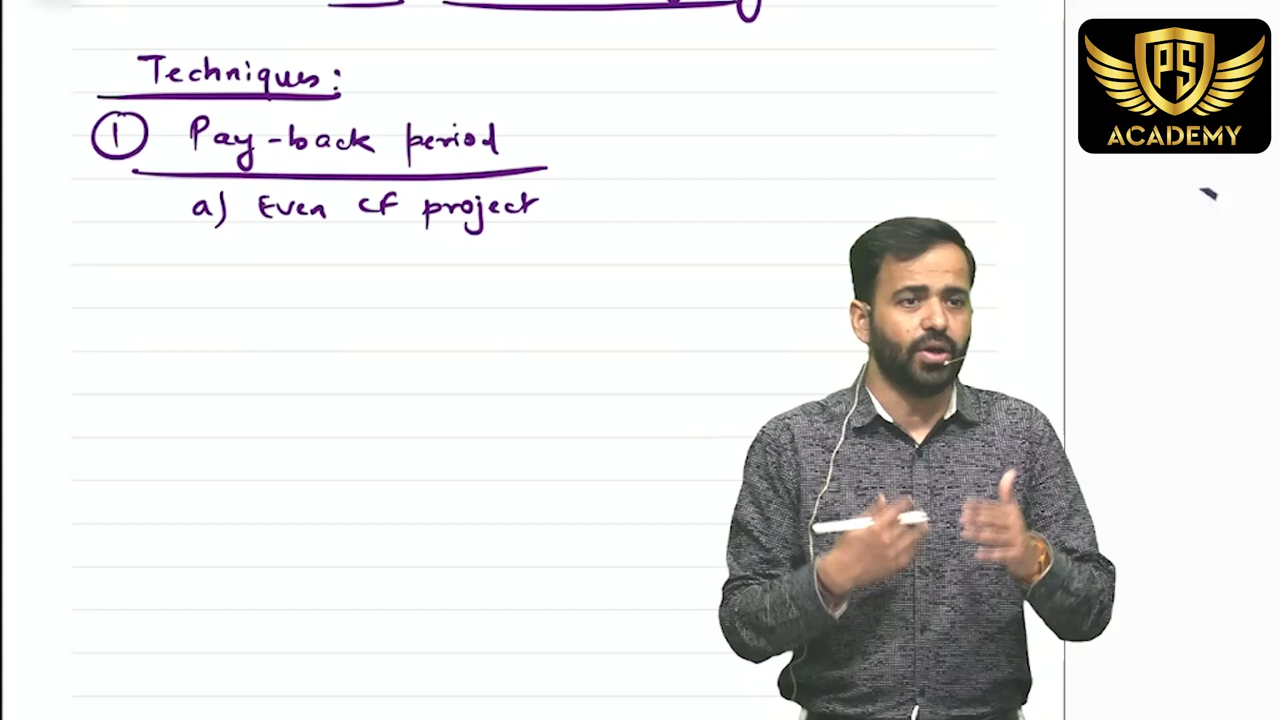 Techniques:
① Pay-back period
a) Even CF project
PS
ACADEMY